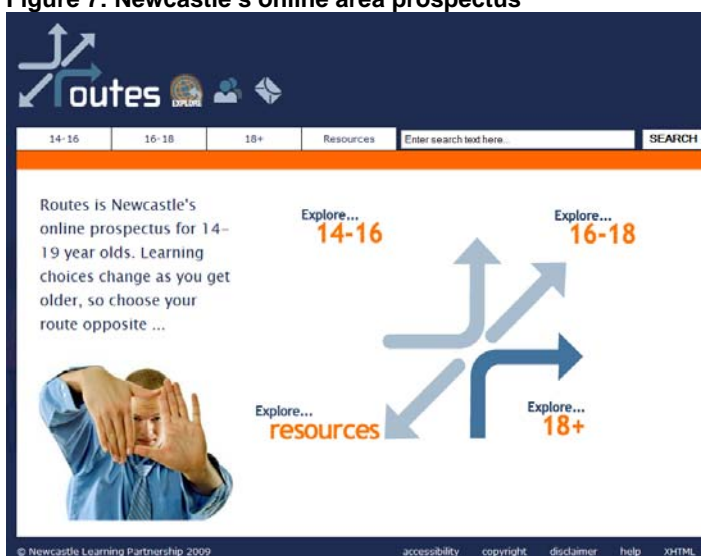 Figure 7: Newcastle's online area prospectus
routes
EXPLORE
14-16 16-18 18+ Resources Enter search text here... SEARCH
Routes is Newcastle's
online prospectus for 14-
19 year olds. Learning
choices change as you get
older, so choose your
route opposite ...
Explore...
14-16
Explore...
16-18
Explore...
resources
Explore...
18+
© Newcastle Learning Partnership 2009 accessibility copyright disclaimer help XHTML